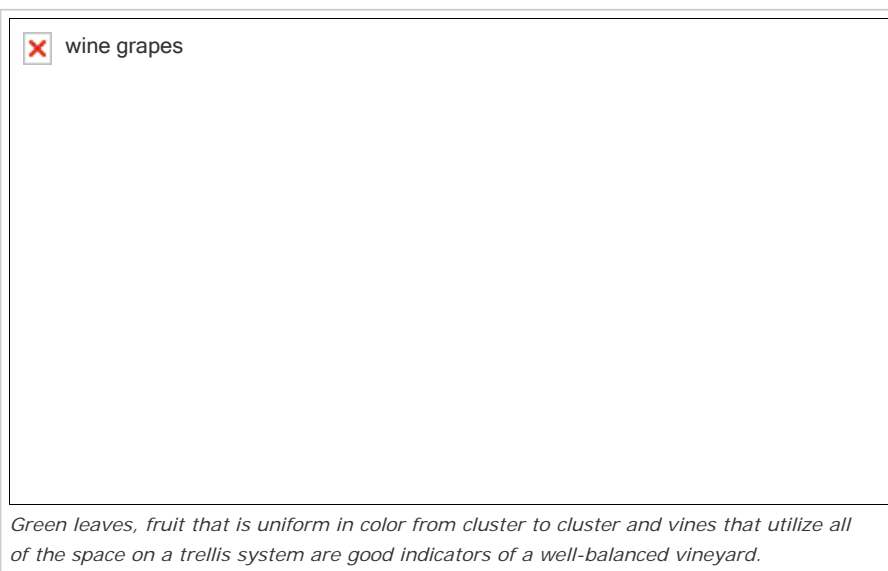 wine grapes
Green leaves, fruit that is uniform in color from cluster to cluster and vines that utilize all
of the space on a trellis system are good indicators of a well-balanced vineyard.